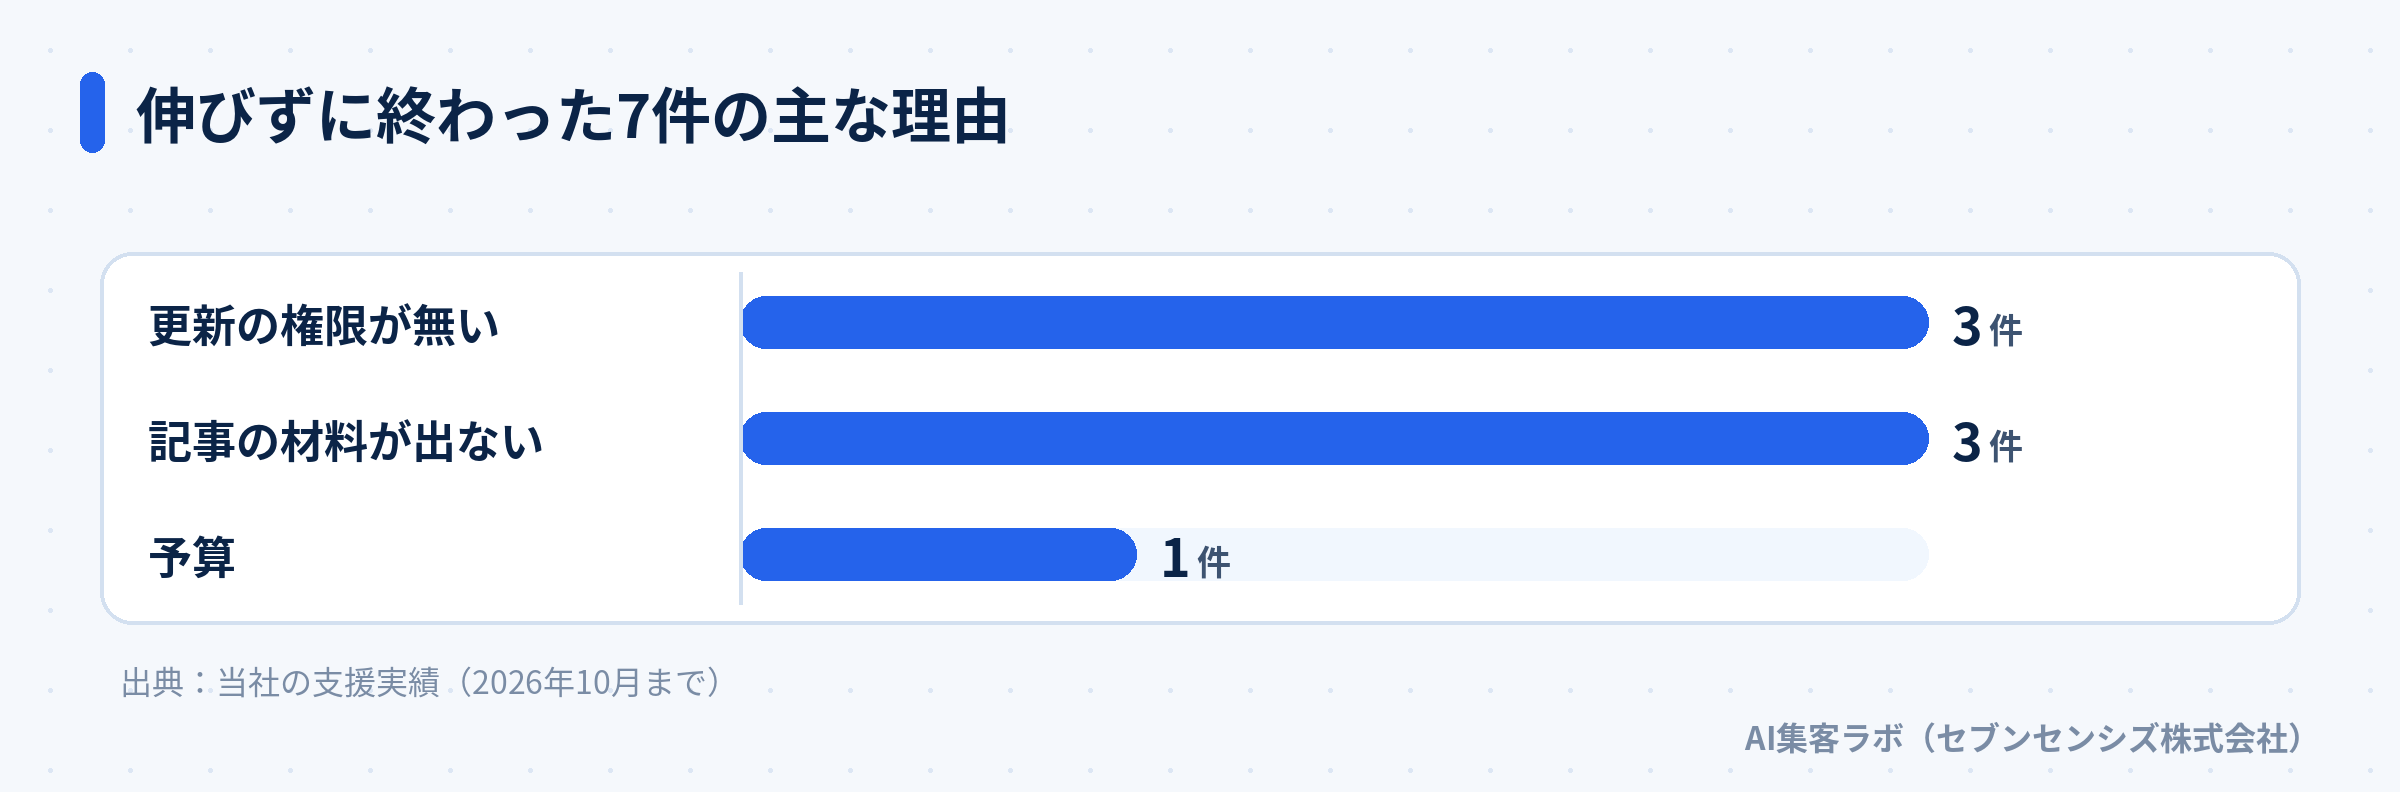 伸びずに終わった7件の主な理由
更新の権限が無い 3件
記事の材料が出ない 3件
予算 1件
出典：当社の支援実績（2026年10月まで）
AI集客ラボ（セブンセンシズ株式会社）